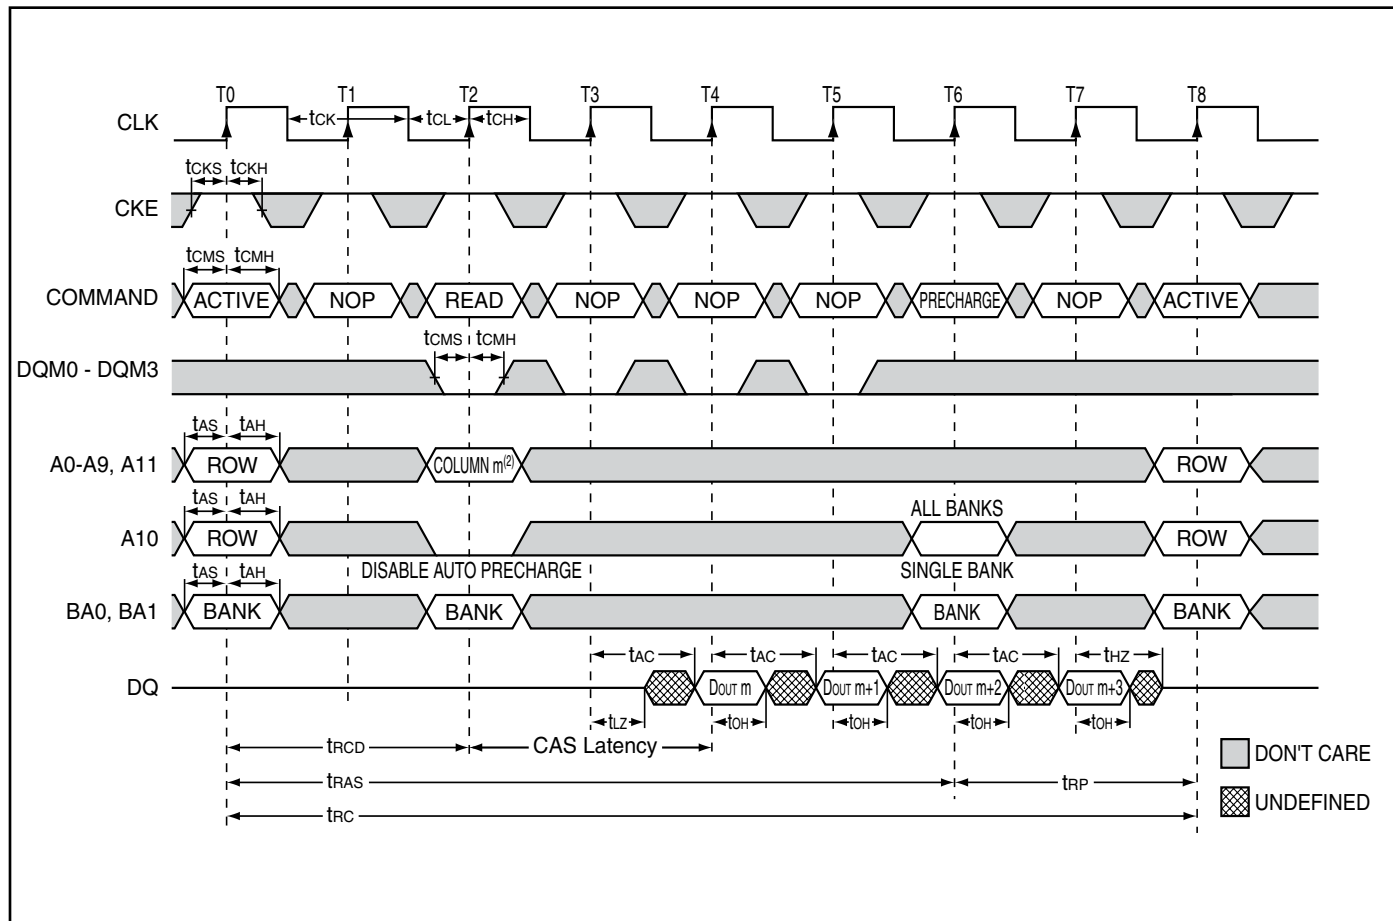 T0 T1 T2 T3 T4 T5 T6 T7 T8
CLK tCK tCL tCH
tCKS tCKH
CKE
tCMS tCMH
COMMAND ACTIVE NOP READ NOP NOP NOP PRECHARGE NOP ACTIVE
tCMS tCMH
DQM0 - DQM3
tAS tAH
A0-A9, A11 ROW COLUMN m(2) ROW
tAS tAH ALL BANKS
A10 ROW ROW
DISABLE AUTO PRECHARGE SINGLE BANK
tAS tAH
BA0, BA1 BANK BANK BANK BANK
tAC tAC tAC tAC tHZ
DQ DOUT m DOUT m+1 DOUT m+2 DOUT m+3
tLZ tOH tOH tOH tOH
tRCD CAS Latency
DON'T CARE
tRAS tRP
UNDEFINED
tRC